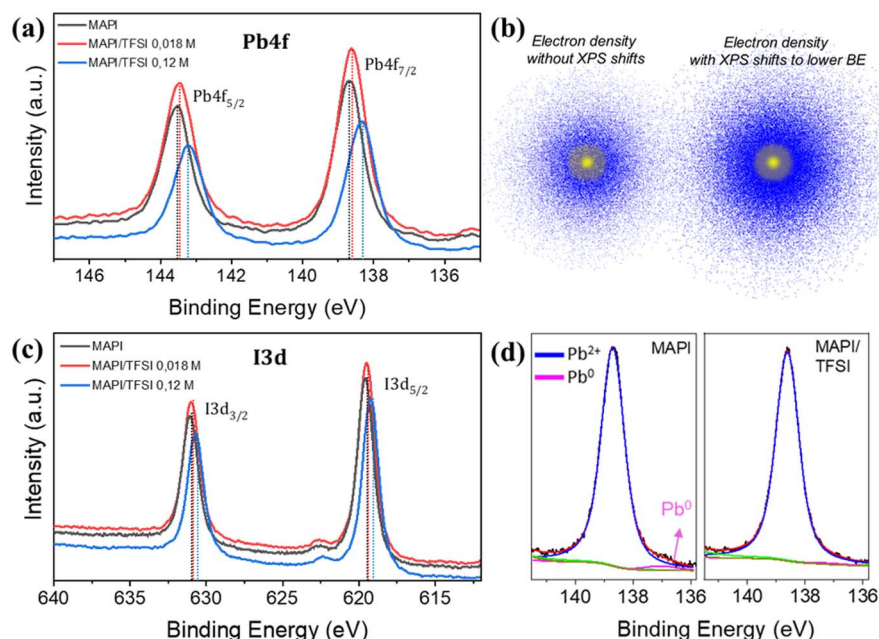 (a)
MAPI
MAPI/TFSI 0,018 M
MAPI/TFSI 0,12 M
Pb4f
Pb4f5/2
Pb4f7/2
Intensity (a.u.)
146 144 142 140 138 136
Binding Energy (eV)
(b)
Electron density
without XPS shifts
Electron density
with XPS shifts to lower BE
(c)
MAPI
MAPI/TFSI 0,018 M
MAPI/TFSI 0,12 M
I3d
I3d3/2
I3d5/2
Intensity (a.u.)
640 635 630 625 620 615
Binding Energy (eV)
(d)
Pb2+
Pb0
MAPI
Pb0
MAPI/
TFSI
140 138 136
140 138 136
Binding Energy (eV)